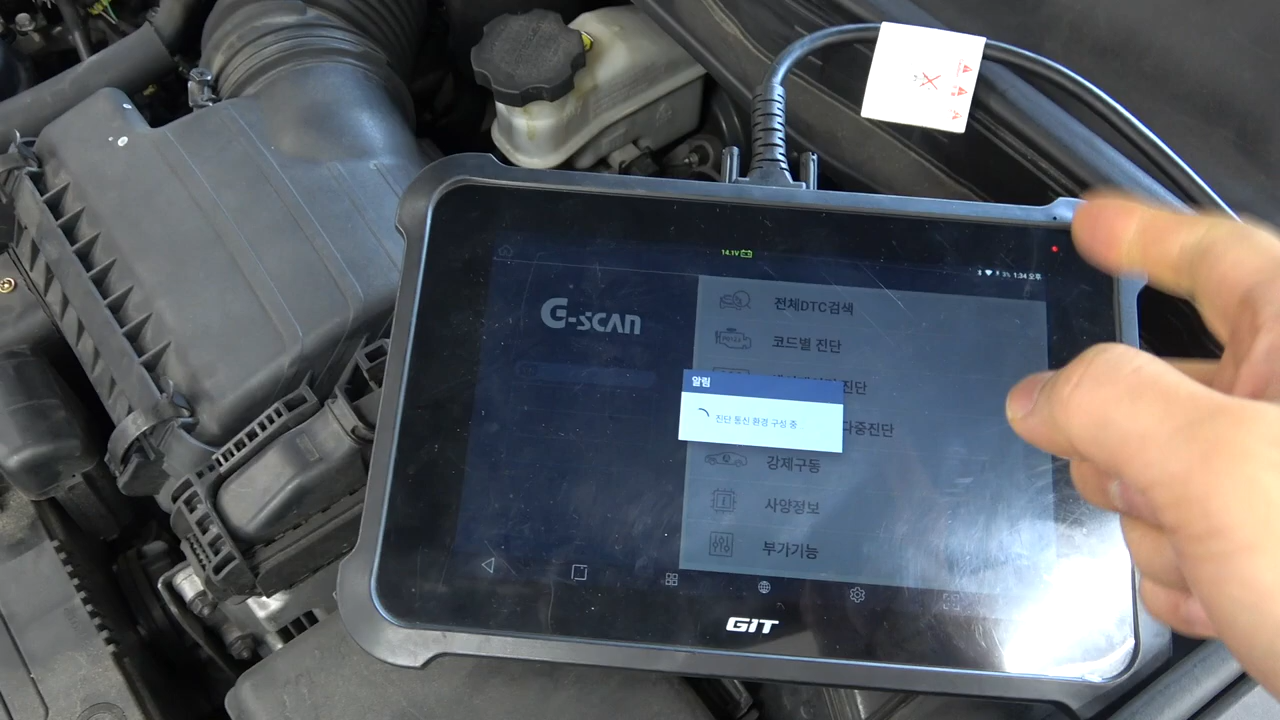 14.1V
1:34 오후
G-SCAN
전체DTC검색
코드별 진단
진단
다중진단
알림
진단 통신 환경 구성 중
강제구동
사양정보
부가기능
GIT